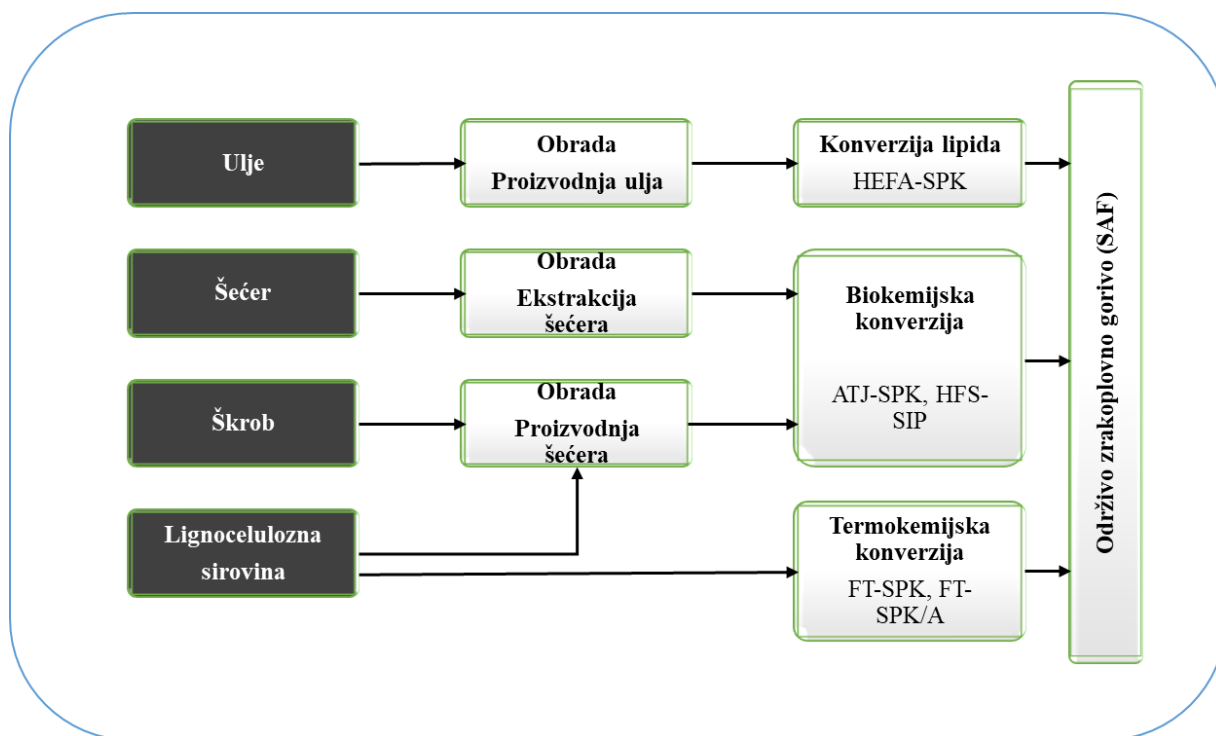 Ulje
Obrada
Proizvodnja ulja
Konverzija lipida
HEFA-SPK
Šećer
Obrada
Ekstrakcija
šećera
Biokemijska
konverzija
ATJ-SPK, HFS-
SIP
Škrob
Obrada
Proizvodnja
šećera
Lignocelulozna
sirovina
Termokemijska
konverzija
FT-SPK, FT-
SPK/A
Održivo zrakoplovno gorivo (SAF)